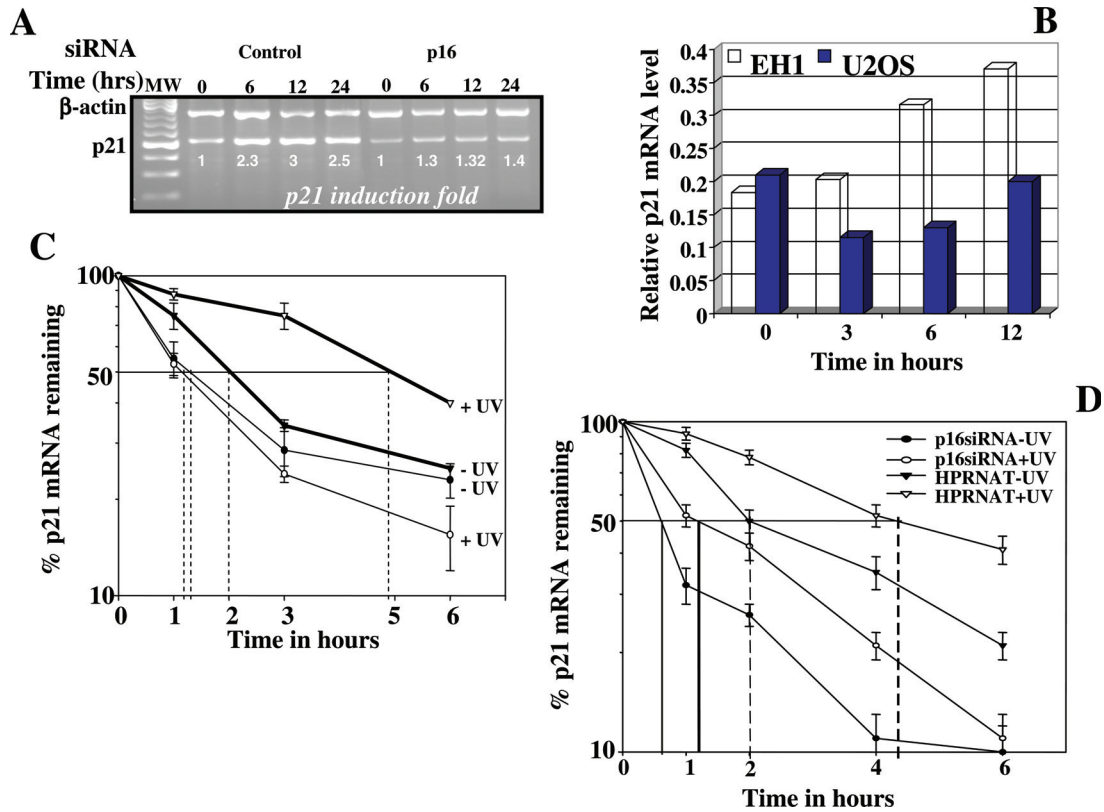 A
siRNA Control p16
Time (hrs) MW 0 6 12 24 0 6 12 24
β-actin
p21
1 2.3 3 2.5 1 1.3 1.32 1.4
p21 induction fold
B
Relative p21 mRNA level
0.4
0.35
0.3
0.25
0.2
0.15
0.1
0.05
0
EH1 U2OS
0 3 6 12
Time in hours
C
% p21 mRNA remaining
100
50
10
+ UV
- UV
- UV
+ UV
0 1 2 3 5 6
Time in hours
D
% p21 mRNA remaining
100
50
10
p16siRNA-UV
p16siRNA+UV
HPRNAT-UV
HPRNAT+UV
0 1 2 4 6
Time in hours